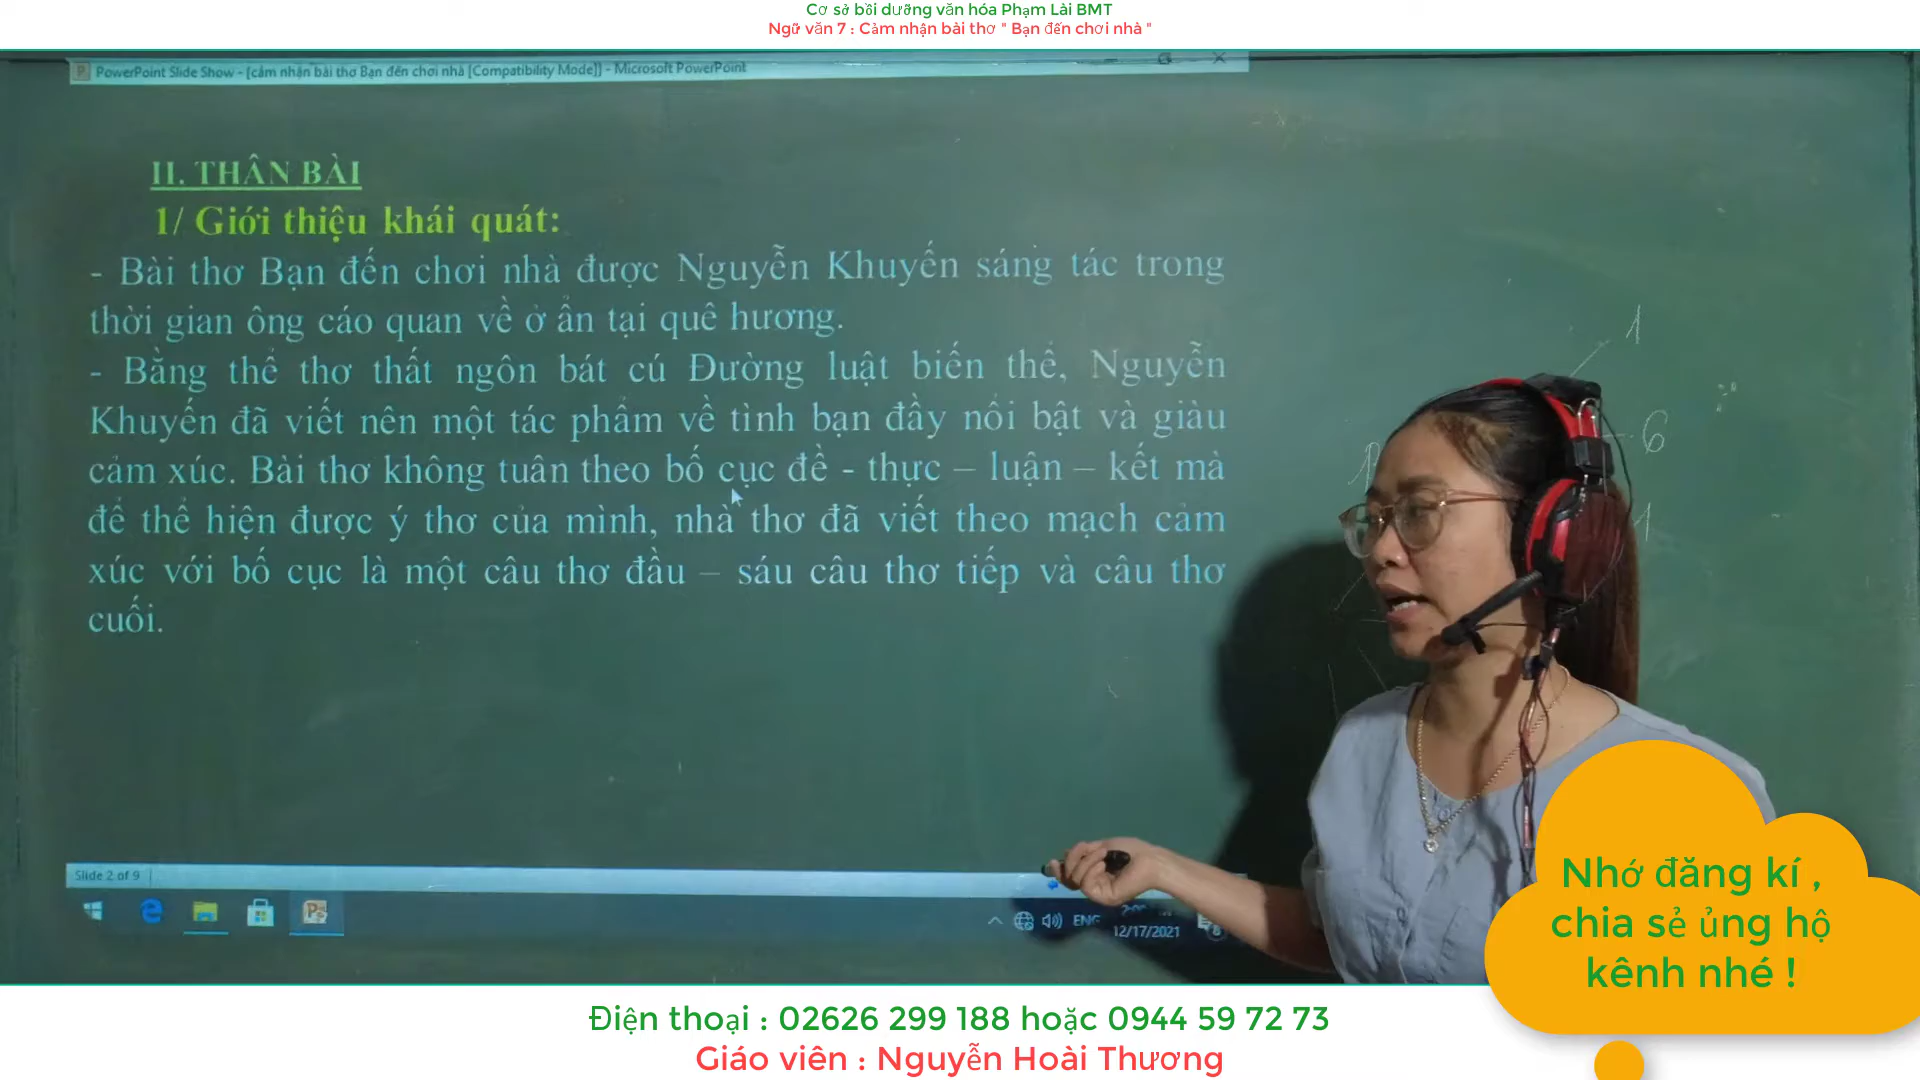 Cơ sở bồi dưỡng văn hóa Phạm Lài BMT
Ngữ văn 7 : Cảm nhận bài thơ " Bạn đến chơi nhà "
PowerPoint Slide Show - [cảm nhận bài thơ Bạn đến chơi nhà [Compatibility Mode]] - Microsoft PowerPoint
II. THÂN BÀI
1/ Giới thiệu khái quát:
- Bài thơ Bạn đến chơi nhà được Nguyễn Khuyến sáng tác trong
thời gian ông cáo quan về ở ẩn tại quê hương.
- Bằng thể thơ thất ngôn bát cú Đường luật biến thể, Nguyễn
Khuyến đã viết nên một tác phẩm về tình bạn đầy nổi bật và giàu
cảm xúc. Bài thơ không tuân theo bố cục đề - thực – luận – kết mà
để thể hiện được ý thơ của mình, nhà thơ đã viết theo mạch cảm
xúc với bố cục là một câu thơ đầu – sáu câu thơ tiếp và câu thơ
cuối.
1
6
1
Slide 2 of 9
ENG
12/17/2021
Nhớ đăng kí ,
chia sẻ ủng hộ
kênh nhé !
Điện thoại : 02626 299 188 hoặc 0944 59 72 73
Giáo viên : Nguyễn Hoài Thương